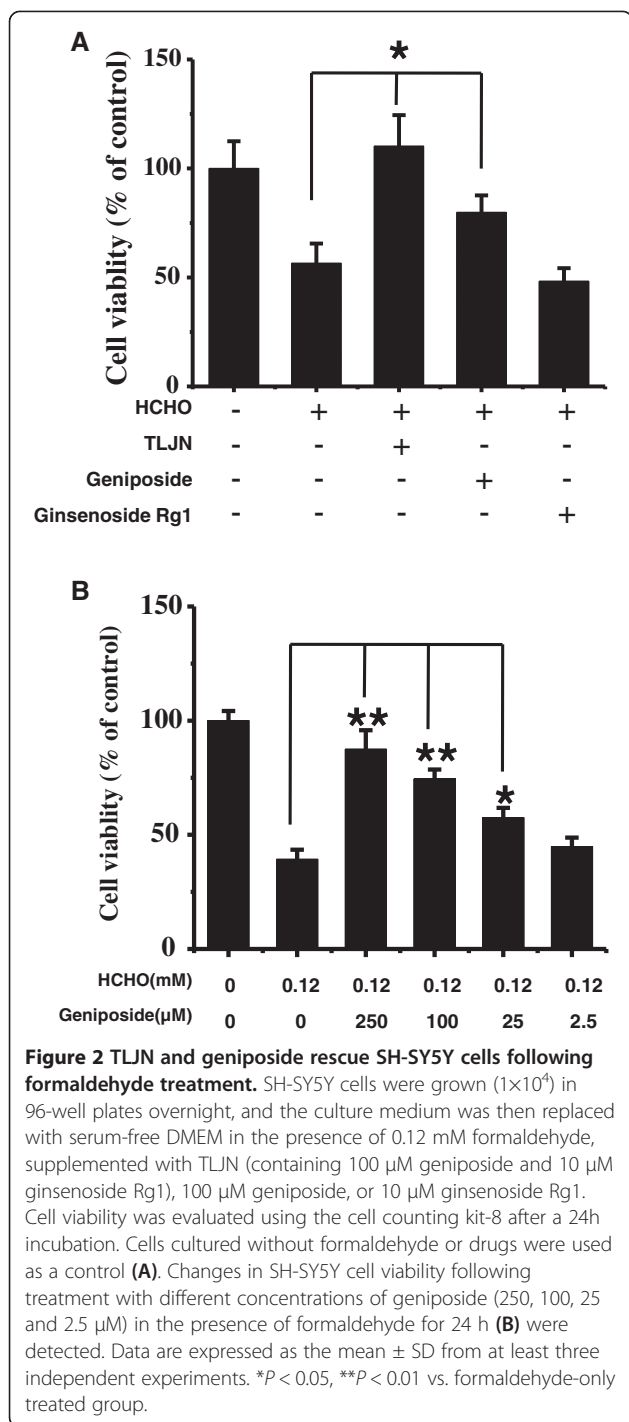 A
*
150
100
50
0
Cell viablity (% of control)
HCHO - + + + +
TLJN - - + - -
Geniposide - - - + -
Ginsenoside Rg1 - - - - +
B
150
100
50
0
Cell viablity (% of control)
** ** *
HCHO(mM) 0 0.12 0.12 0.12 0.12 0.12
Geniposide(μM) 0 0 250 100 25 2.5
Figure 2 TLJN and geniposide rescue SH-SY5Y cells following
formaldehyde treatment. SH-SY5Y cells were grown (1×10⁴) in
96-well plates overnight, and the culture medium was then replaced
with serum-free DMEM in the presence of 0.12 mM formaldehyde,
supplemented with TLJN (containing 100 μM geniposide and 10 μM
ginsenoside Rg1), 100 μM geniposide, or 10 μM ginsenoside Rg1.
Cell viability was evaluated using the cell counting kit-8 after a 24h
incubation. Cells cultured without formaldehyde or drugs were used
as a control (A). Changes in SH-SY5Y cell viability following
treatment with different concentrations of geniposide (250, 100, 25
and 2.5 μM) in the presence of formaldehyde for 24 h (B) were
detected. Data are expressed as the mean ± SD from at least three
independent experiments. *P < 0.05, **P < 0.01 vs. formaldehyde-only
treated group.